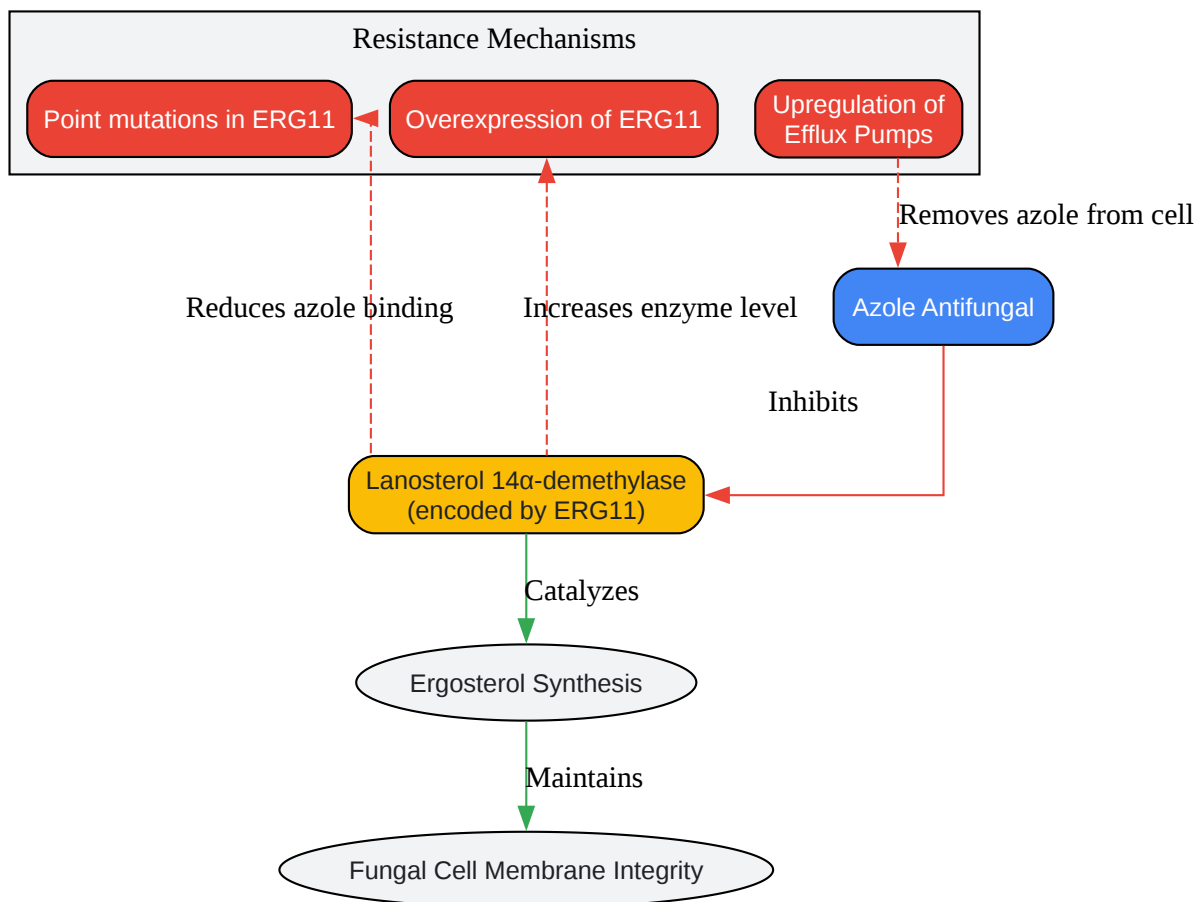 Resistance Mechanisms
Point mutations in ERG11
Overexpression of ERG11
Upregulation of
Efflux Pumps
Removes azole from cell
Reduces azole binding
Increases enzyme level
Azole Antifungal
Inhibits
Lanosterol 14α-demethylase
(encoded by ERG11)
Catalyzes
Ergosterol Synthesis
Maintains
Fungal Cell Membrane Integrity